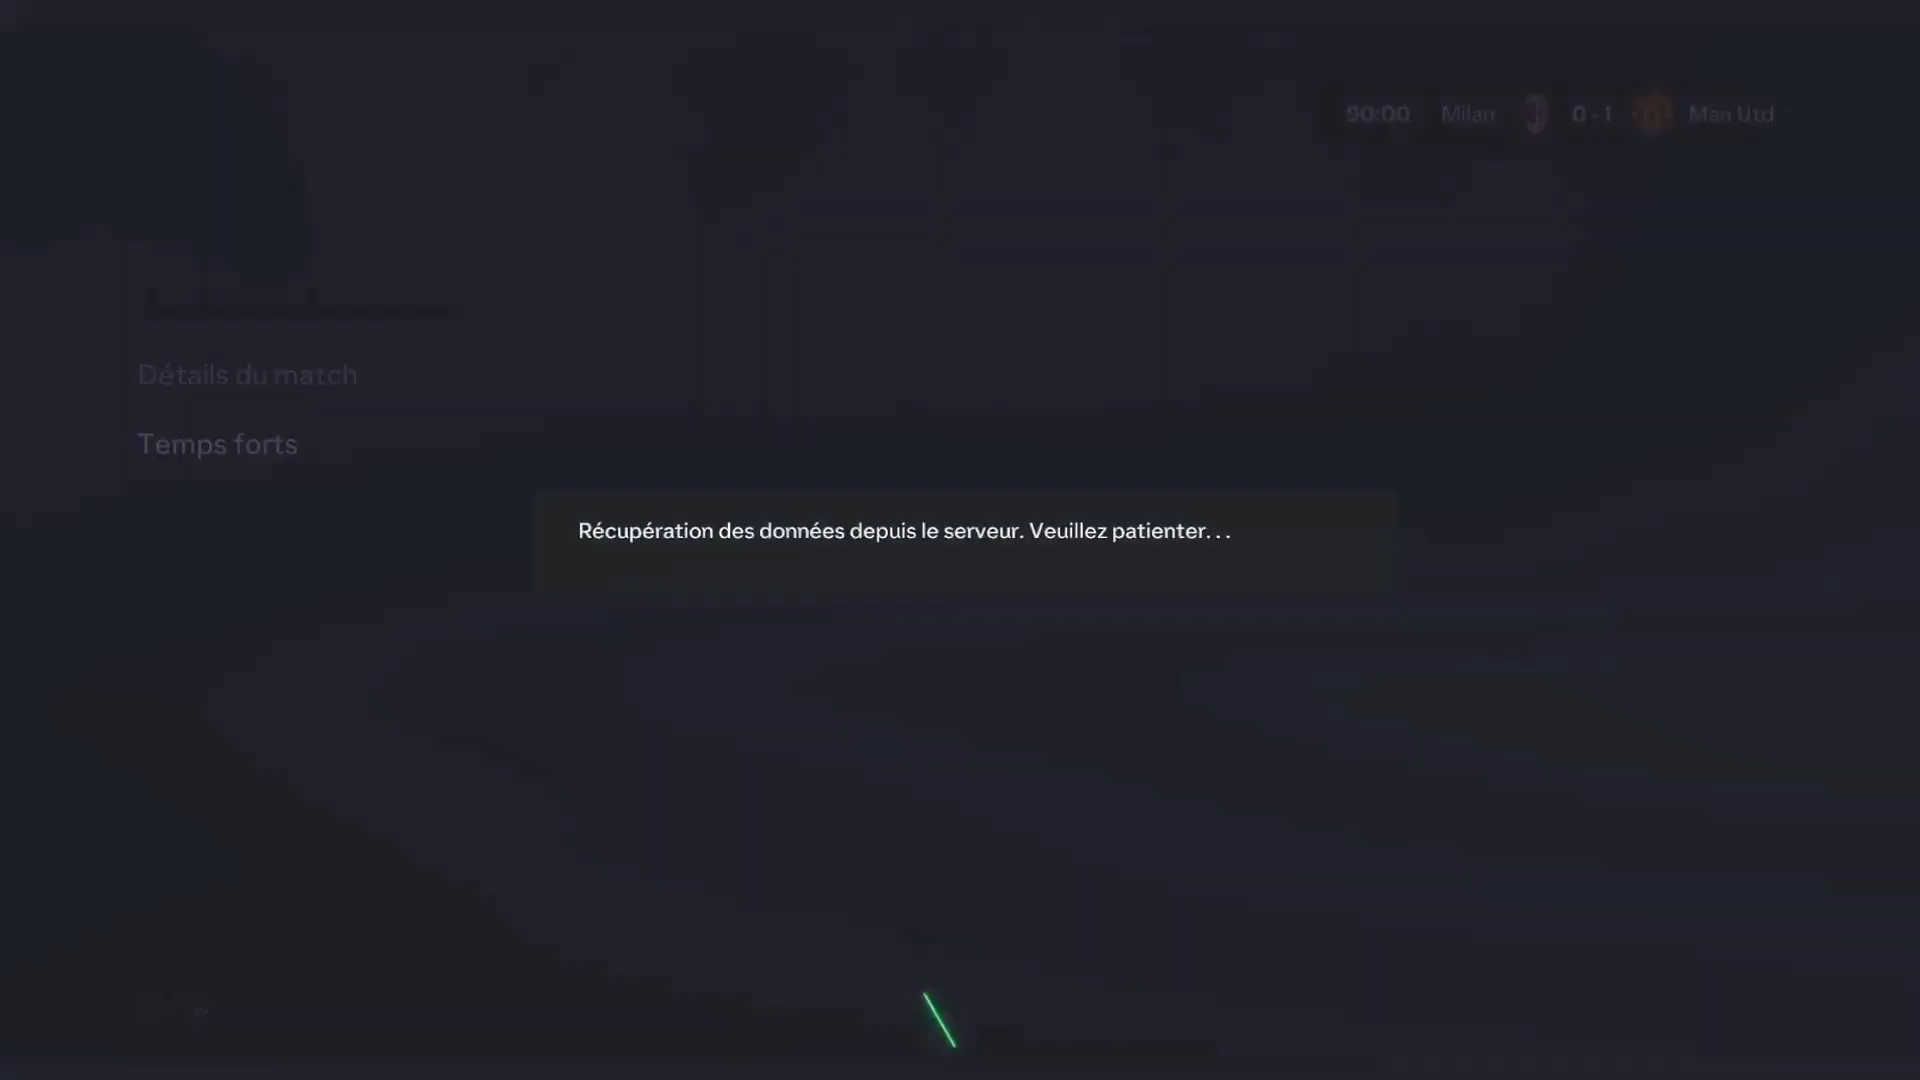 90:00 Milan 0 - 1 Man Utd
Détails du match
Temps forts
Récupération des données depuis le serveur. Veuillez patienter...